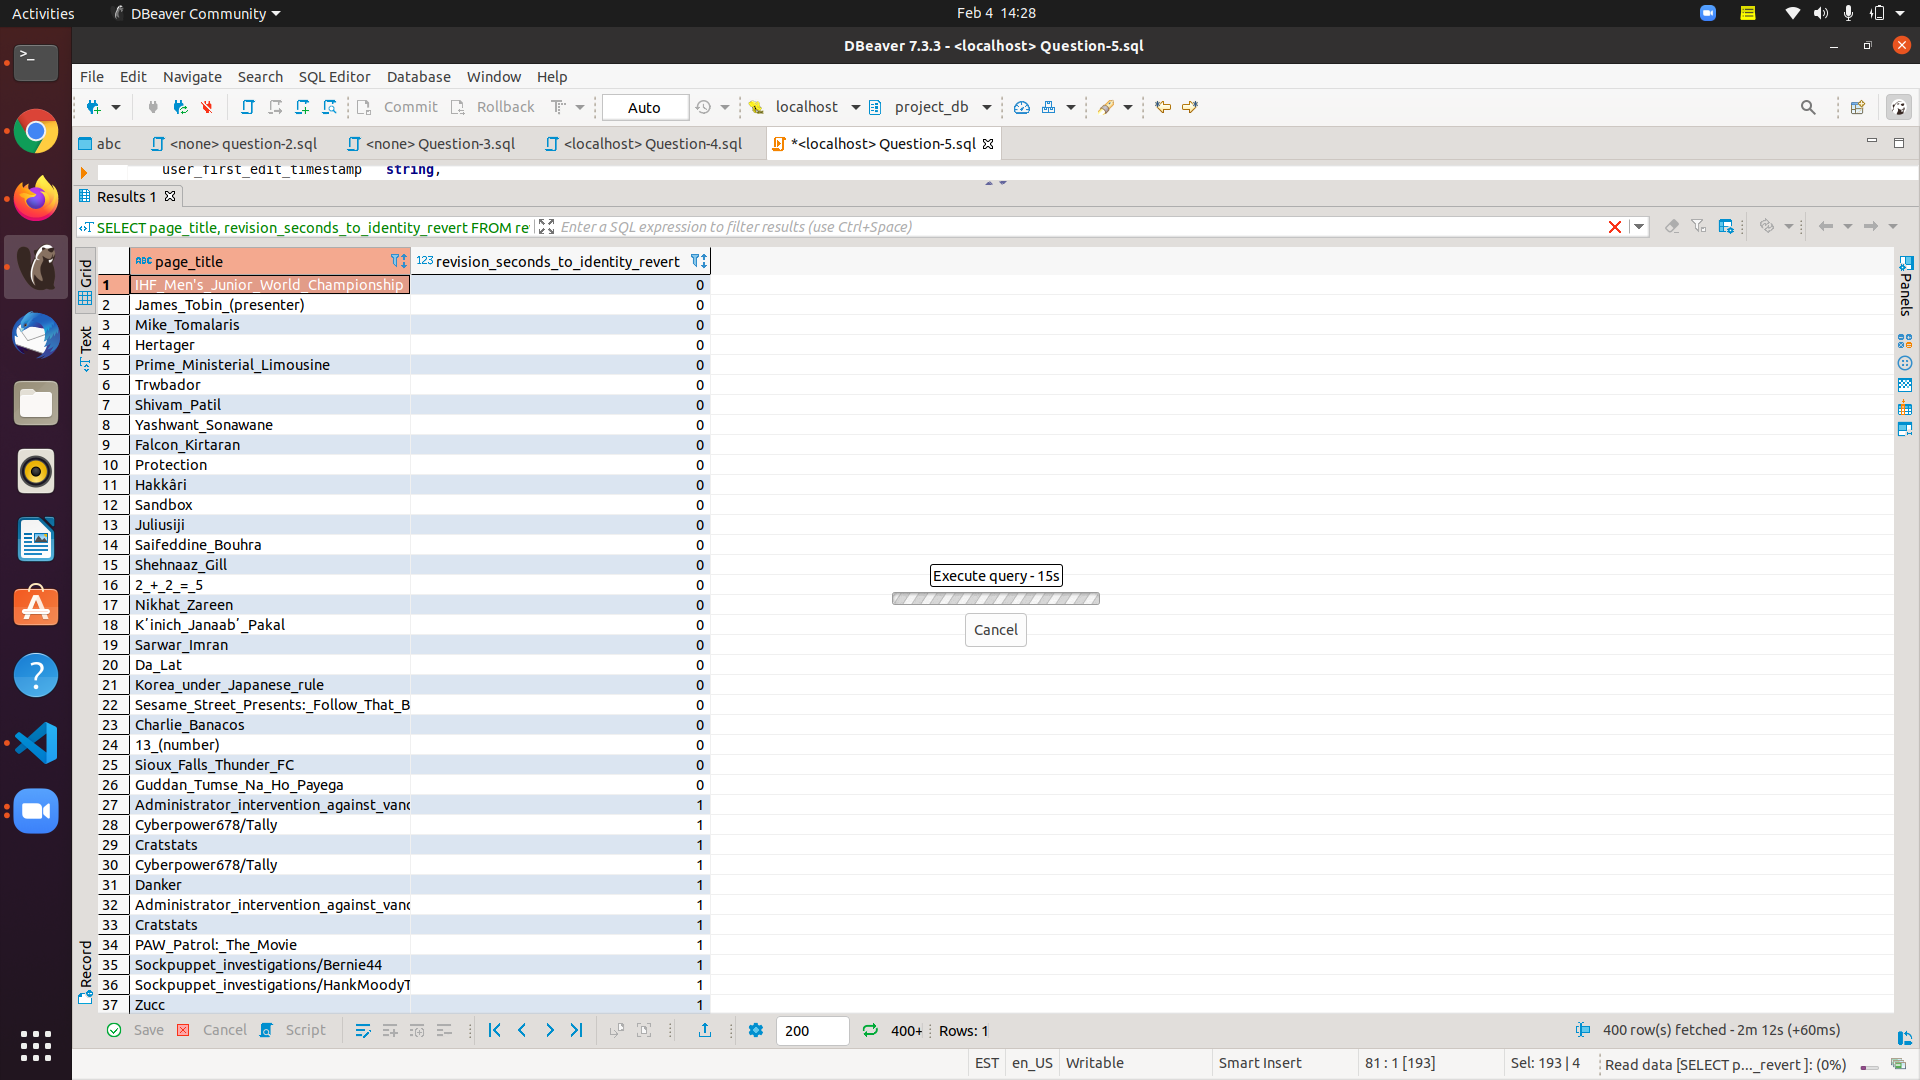 Activities
DBeaver Community
Feb 4 14:28
DBeaver 7.3.3 - <localhost> Question-5.sql
File Edit Navigate Search SQL Editor Database Window Help
Commit Rollback Auto localhost project_db
abc <none> question-2.sql <none> Question-3.sql <localhost> Question-4.sql *<localhost> Question-5.sql
user_first_edit_timestamp string,
Results 1
SELECT page_title, revision_seconds_to_identity_revert FROM re Enter a SQL expression to filter results (use Ctrl+Space)
Grid
Text
Record
Panels
ABC page_title 123 revision_seconds_to_identity_revert
1 IHF_Men's_Junior_World_Championship 0
2 James_Tobin_(presenter) 0
3 Mike_Tomalaris 0
4 Hertager 0
5 Prime_Ministerial_Limousine 0
6 Trwbador 0
7 Shivam_Patil 0
8 Yashwant_Sonawane 0
9 Falcon_Kirtaran 0
10 Protection 0
11 Hakkâri 0
12 Sandbox 0
13 Juliusiji 0
14 Saifeddine_Bouhra 0
15 Shehnaaz_Gill 0
16 2_+_2_=_5 0
17 Nikhat_Zareen 0
18 Kʼinich_Janaabʼ_Pakal 0
19 Sarwar_Imran 0
20 Da_Lat 0
21 Korea_under_Japanese_rule 0
22 Sesame_Street_Presents:_Follow_That_B 0
23 Charlie_Banacos 0
24 13_(number) 0
25 Sioux_Falls_Thunder_FC 0
26 Guddan_Tumse_Na_Ho_Payega 0
27 Administrator_intervention_against_vand 1
28 Cyberpower678/Tally 1
29 Cratstats 1
30 Cyberpower678/Tally 1
31 Danker 1
32 Administrator_intervention_against_vand 1
33 Cratstats 1
34 PAW_Patrol:_The_Movie 1
35 Sockpuppet_investigations/Bernie44 1
36 Sockpuppet_investigations/HankMoodyT 1
37 Zucc 1
Execute query - 15s
Cancel
Save Cancel Script 200 400+ Rows: 1 400 row(s) fetched - 2m 12s (+60ms)
EST en_US Writable Smart Insert 81 : 1 [193] Sel: 193 | 4 Read data [SELECT p..._revert ]: (0%)